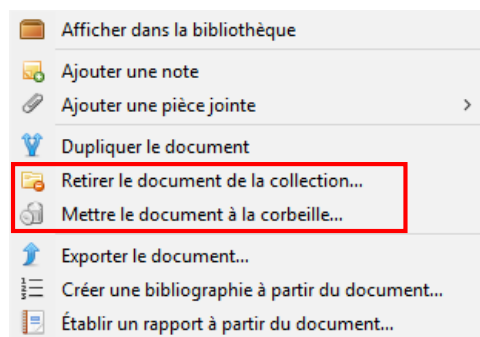 Afficher dans la bibliothèque
Ajouter une note
Ajouter une pièce jointe
Dupliquer le document
Retirer le document de la collection...
Mettre le document à la corbeille...
Exporter le document...
Créer une bibliographie à partir du document...
Établir un rapport à partir du document...